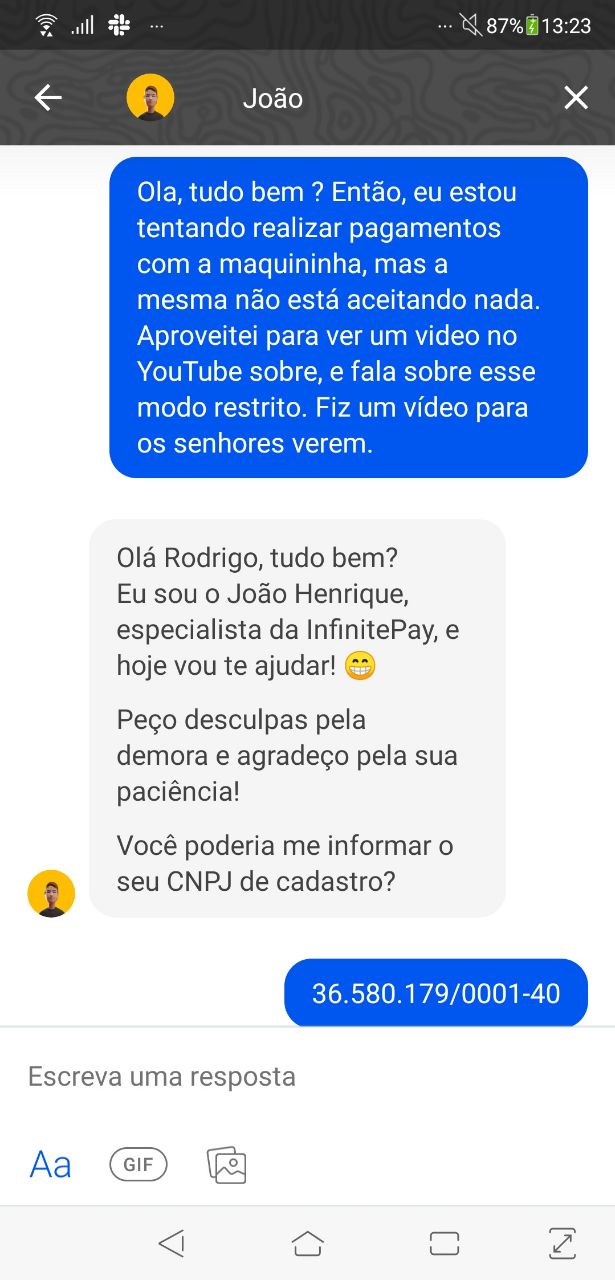 87% 13:23
João
Ola, tudo bem ? Então, eu estou
tentando realizar pagamentos
com a maquininha, mas a
mesma não está aceitando nada.
Aproveitei para ver um video no
YouTube sobre, e fala sobre esse
modo restrito. Fiz um vídeo para
os senhores verem.
Olá Rodrigo, tudo bem?
Eu sou o João Henrique,
especialista da InfinitePay, e
hoje vou te ajudar! 😁
Peço desculpas pela
demora e agradeço pela sua
paciência!
Você poderia me informar o
seu CNPJ de cadastro?
36.580.179/0001-40
Escreva uma resposta
Aa GIF